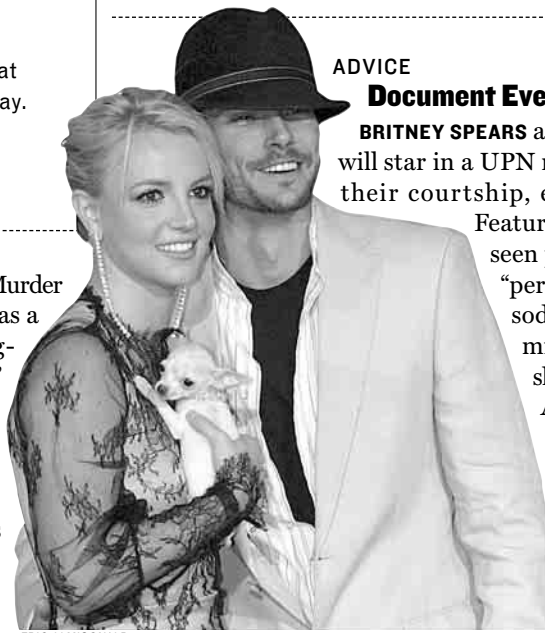 at
ay.
Murder
as a
g-
ADVICE
Document Eve
BRITNEY SPEARS a
will star in a UPN
their courtship, e
Featur
seen
"per
sod
m
s